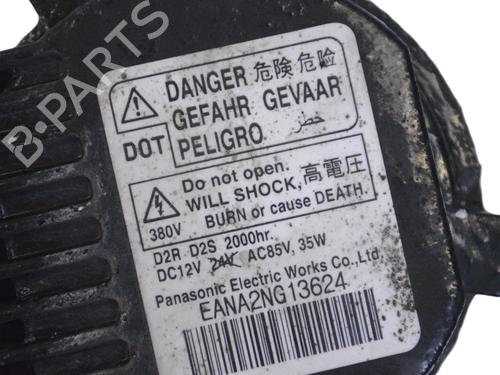 B-PARTS
DANGER 危険 危险
GEFAHR GEVAAR
DOT PELIGRO خطر
Do not open.
WILL SHOCK, 高電圧
380V BURN or cause DEATH.
D2R D2S 2000hr.
DC12V 24V AC85V, 35W
Panasonic Electric Works Co.,Ltd.
EANA2NG13624